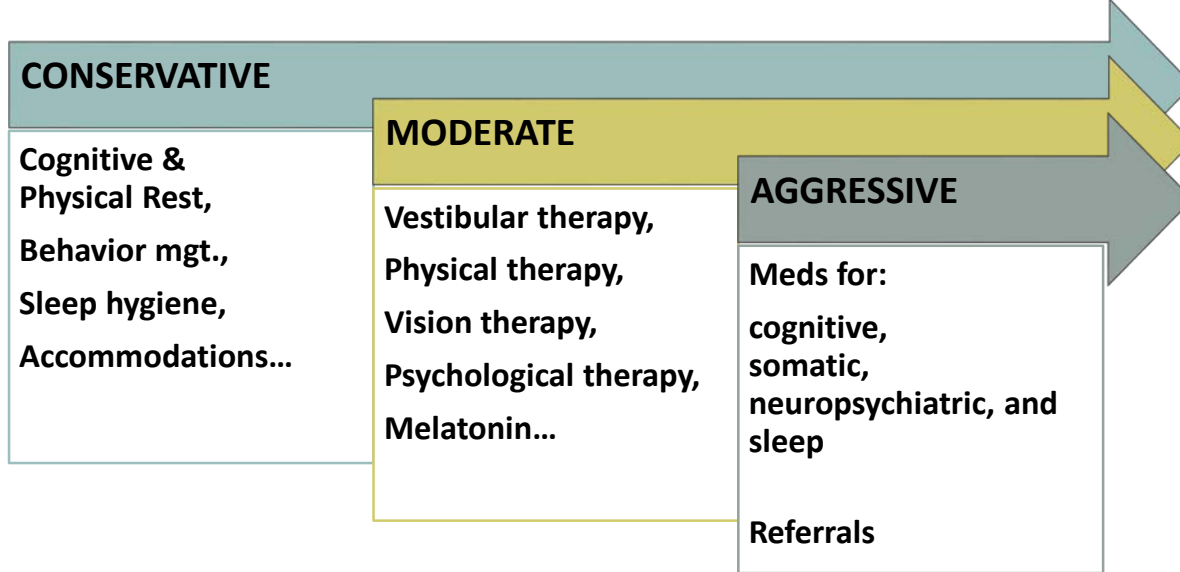 CONSERVATIVE
Cognitive &
Physical Rest,
Behavior mgt.,
Sleep hygiene,
Accommodations…
MODERATE
Vestibular therapy,
Physical therapy,
Vision therapy,
Psychological therapy,
Melatonin…
AGGRESSIVE
Meds for:
cognitive,
somatic,
neuropsychiatric, and
sleep
Referrals